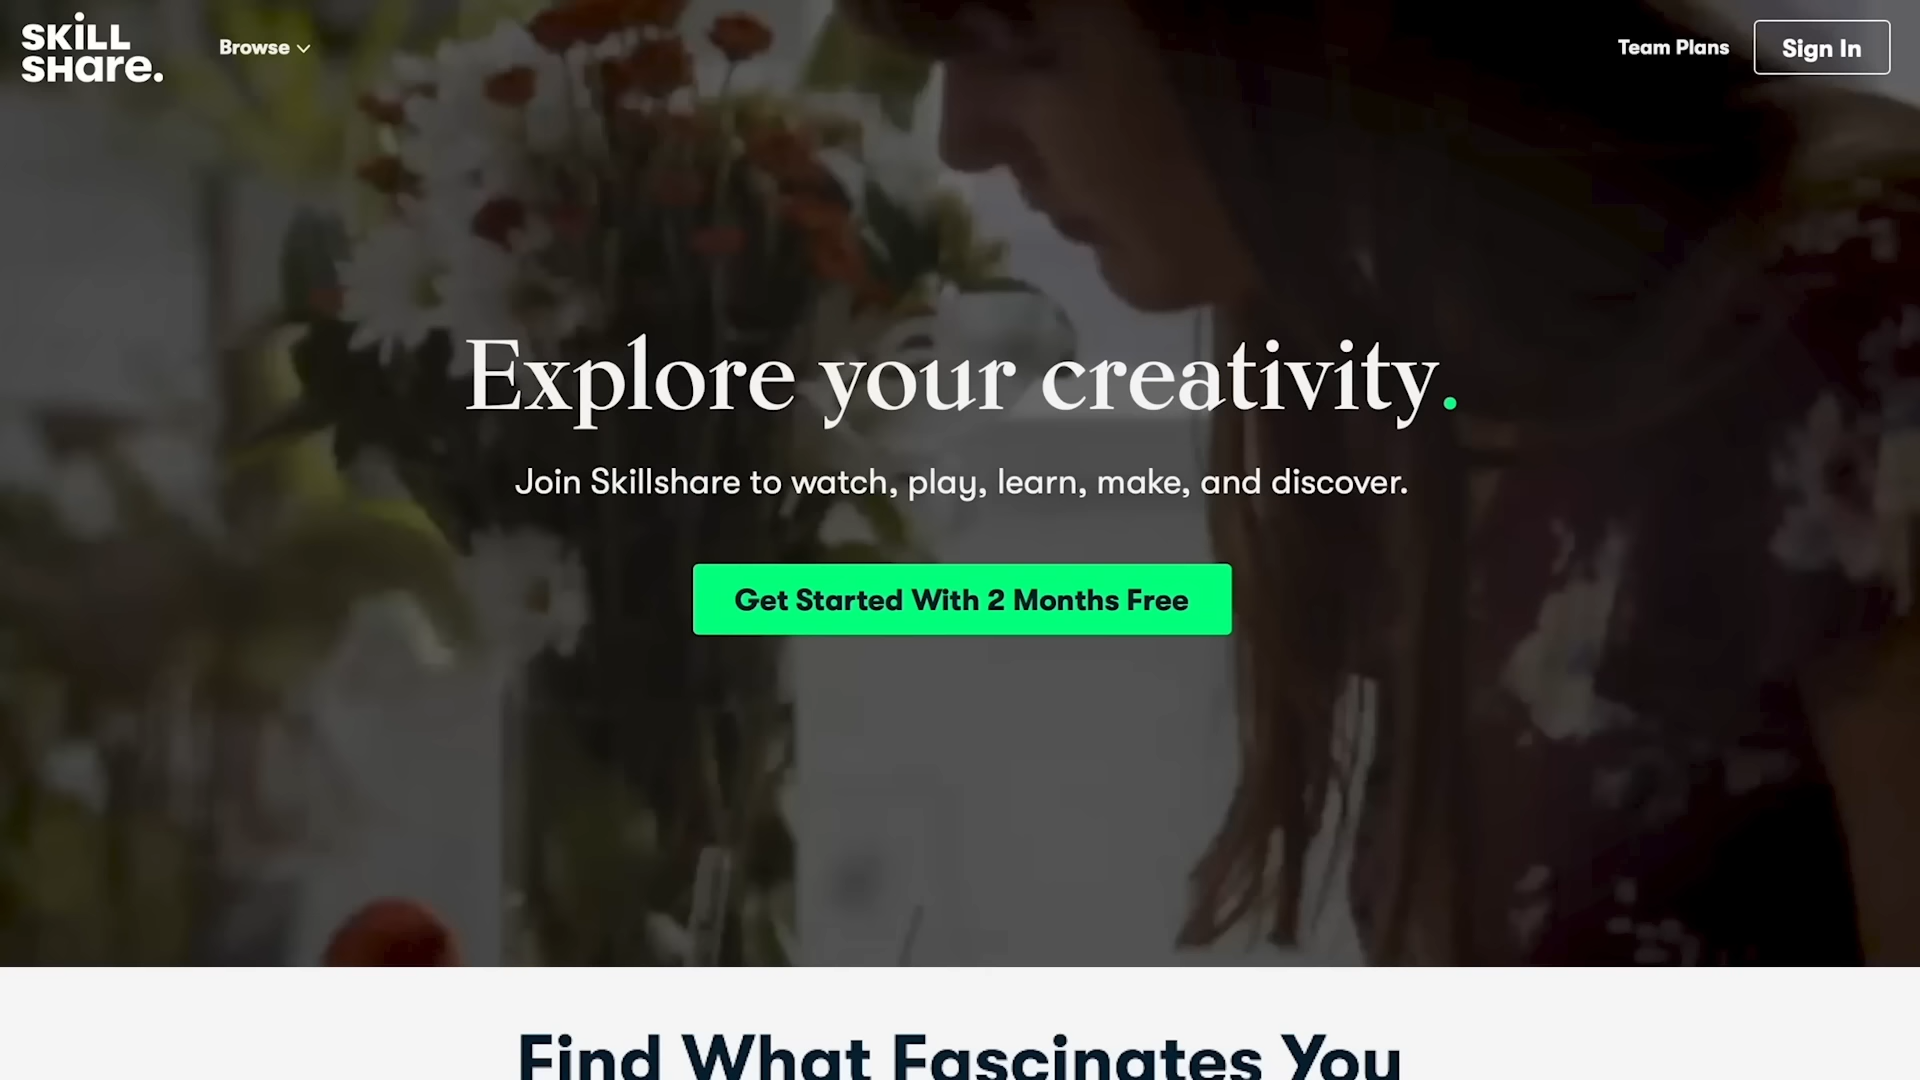 SKILL
SHare.
Browse
Team Plans
Sign In
Explore your creativity.
Join Skillshare to watch, play, learn, make, and discover.
Get Started With 2 Months Free
Find What Fascinates You